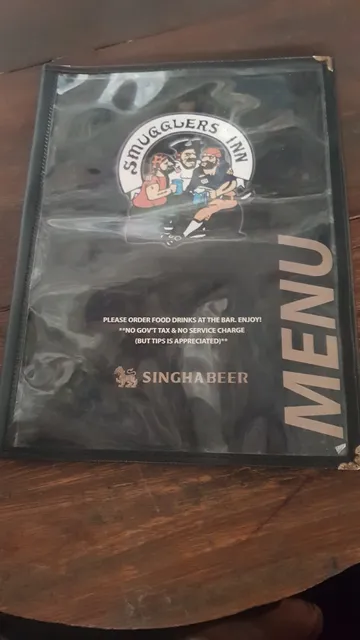 SMUGGLERS INN
PLEASE ORDER FOOD DRINKS AT THE BAR. ENJOY!
**NO GOV'T TAX & NO SERVICE CHARGE
(BUT TIPS IS APPRECIATED)**
SINGHA BEER
MENU